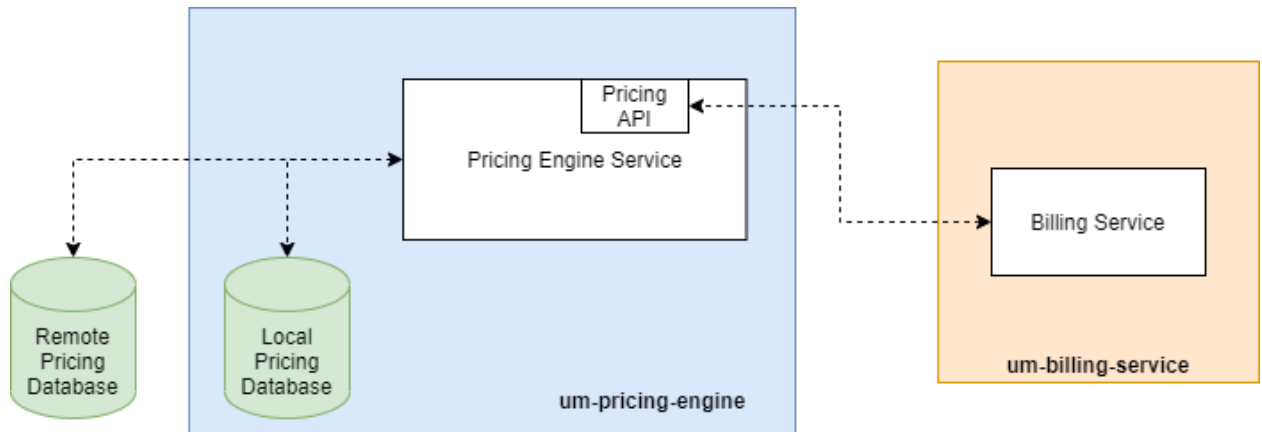 Pricing
API
Pricing Engine Service
Billing Service
Remote
Pricing
Database
Local
Pricing
Database
um-billing-service
um-pricing-engine